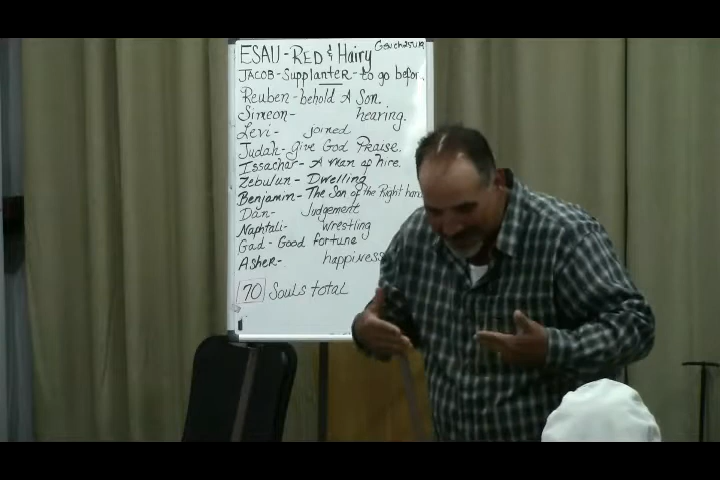 ESAU - RED & Hairy
JACOB - Supplanter - to go befor
Reuben - behold A Son.
Simeon - hearing.
Levi - joined
Judah - give God Praise.
Issachar - A man of hire.
Zebulun - Dwelling
Benjamin - The Son of the Right han
Dan - Judgement
Naphtali - wrestling
Gad - Good fortune
Asher - happiness
70 Souls total